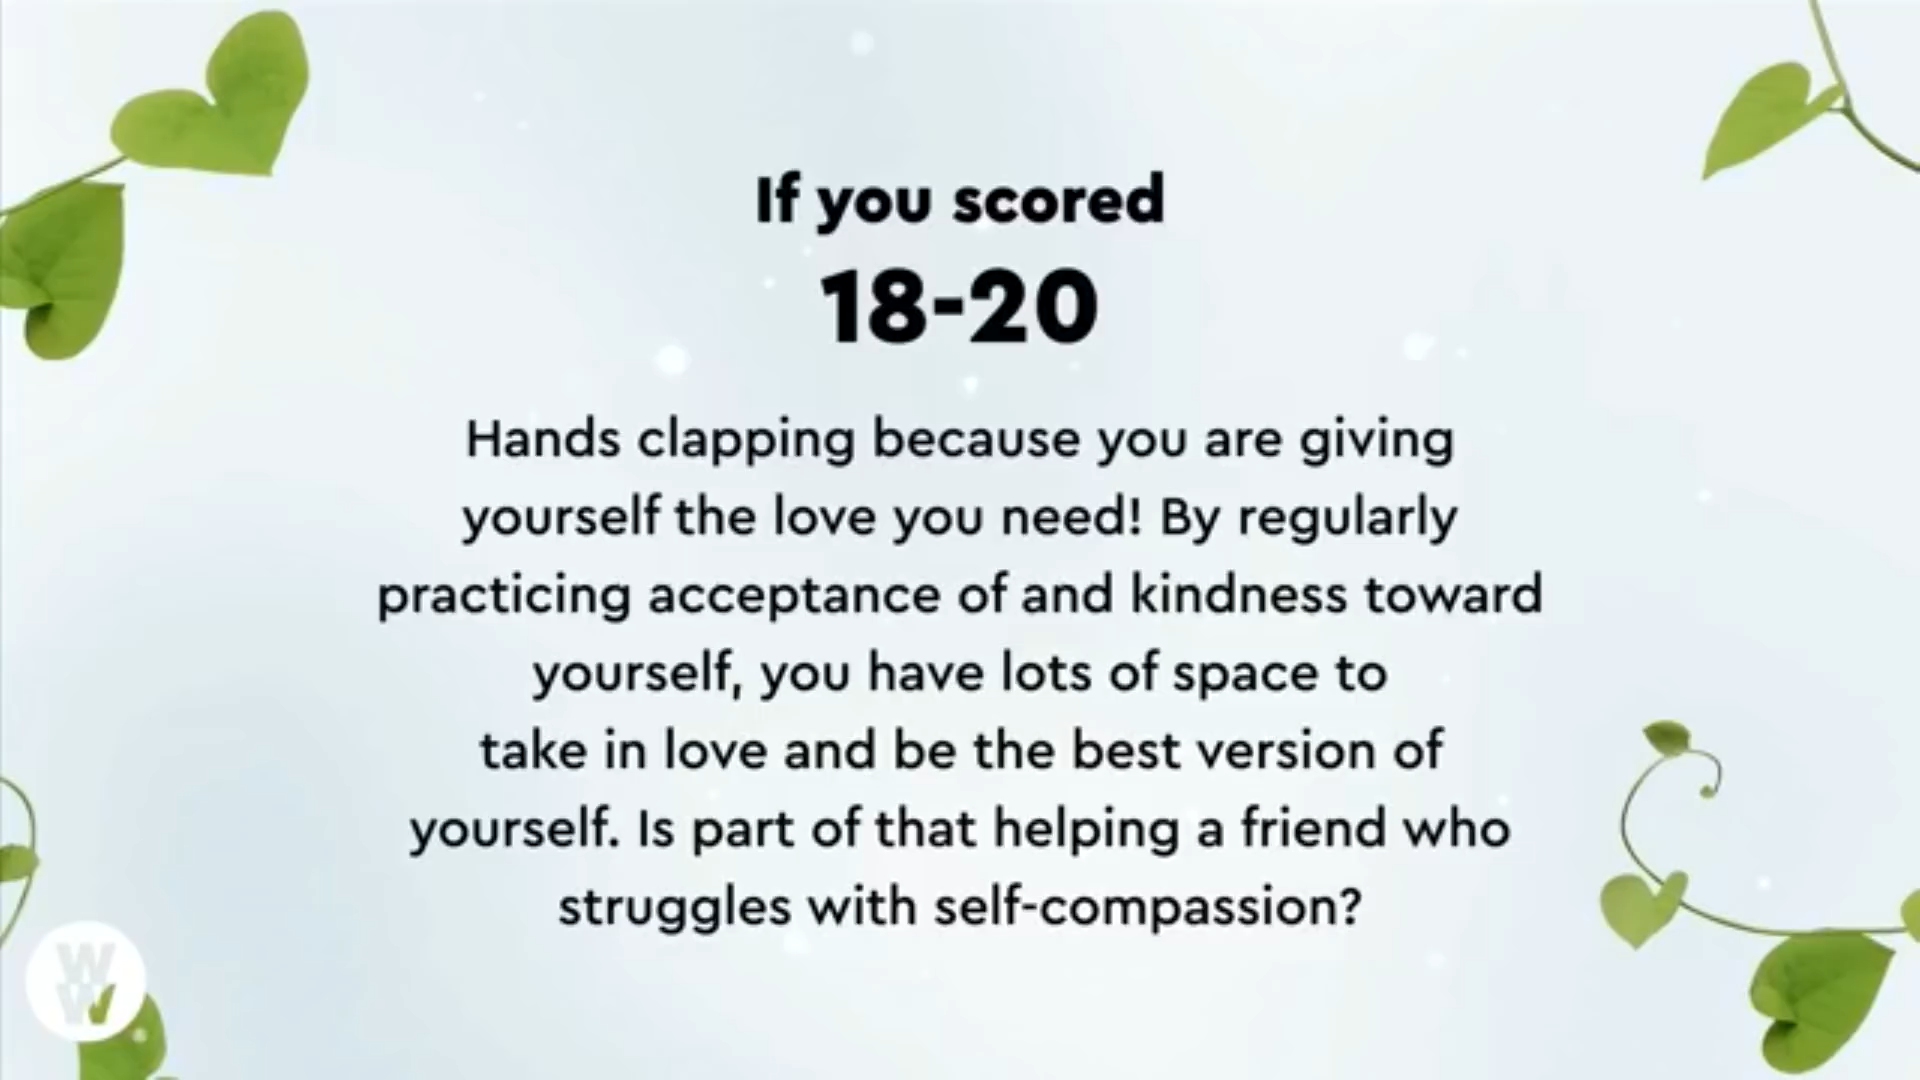 If you scored
18-20
Hands clapping because you are giving
yourself the love you need! By regularly
practicing acceptance of and kindness toward
yourself, you have lots of space to
take in love and be the best version of
yourself. Is part of that helping a friend who
struggles with self-compassion?
W
W